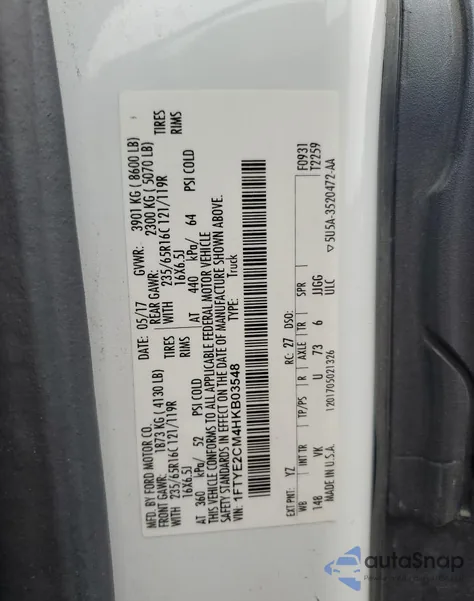 MFD. BY FORD MOTOR CO.
DATE: 05/17 GVWR: 3901 KG ( 8600 LB)
FRONT GAWR: 1873 KG ( 4130 LB) REAR GAWR: 2300 KG ( 5070 LB)
WITH 235/65R16C 121/119R TIRES WITH 235/65R16C 121/119R TIRES
16X6.5J RIMS 16X6.5J RIMS
AT 360 kPa/ 52 PSI COLD AT 440 kPa/ 64 PSI COLD
THIS VEHICLE CONFORMS TO ALL APPLICABLE FEDERAL MOTOR VEHICLE
SAFETY STANDARDS IN EFFECT ON THE DATE OF MANUFACTURE SHOWN ABOVE.
VIN: 1FTYE2CM4HKB03548
TYPE: Truck
F0931
T2259
EXT PNT: YZ RC: 27 DSO:
WB INT TR TP/PS R AXLE TR SPR
148 VK U 73 6 JJGG
ULC
MADE IN U.S.A. 1201705021326 ▽5U5A-3520472-AA
autoSnap